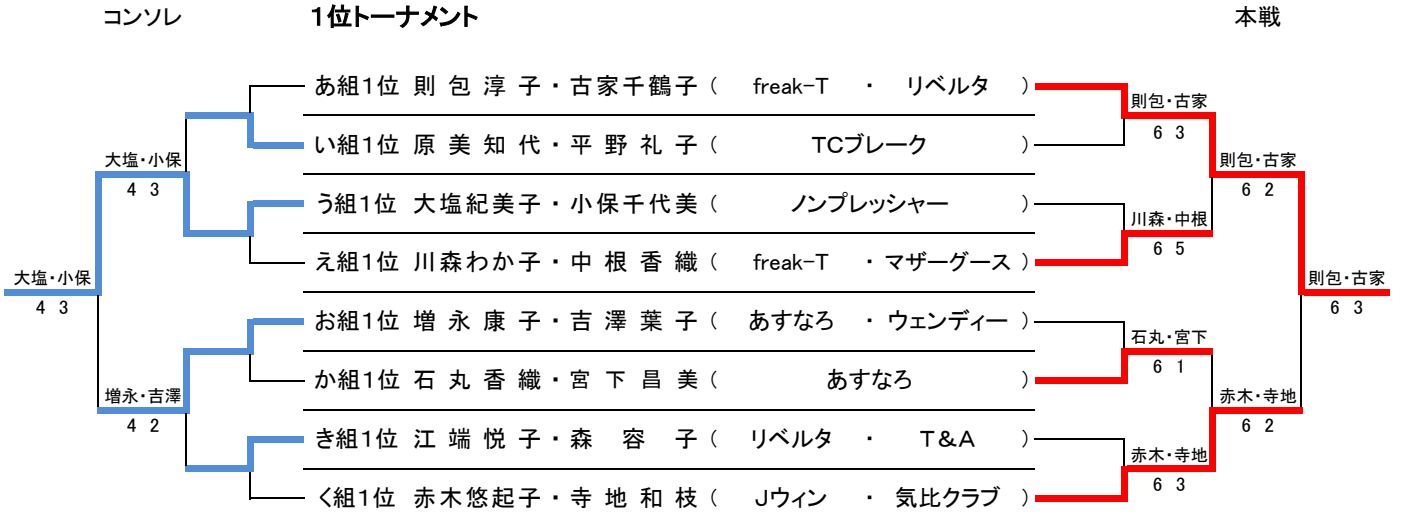 コンソレ 1位トーナメント 本戦
あ組1位 則 包 淳 子・古家千鶴子 ( freak-T ・ リベルタ )
則包・古家
6 3
い組1位 原 美 知 代・平 野 礼 子 ( TCブレーク )
大塩・小保
4 3
則包・古家
6 2
う組1位 大塩紀美子・小保千代美 ( ノンプレッシャー )
川森・中根
6 5
え組1位 川森わか子・中 根 香 織 ( freak-T ・ マザーグース )
大塩・小保
4 3
則包・古家
6 3
お組1位 増 永 康 子・吉 澤 葉 子 ( あすなろ ・ ウェンディー )
石丸・宮下
6 1
か組1位 石 丸 香 織・宮 下 昌 美 ( あすなろ )
増永・吉澤
4 2
赤木・寺地
6 2
き組1位 江 端 悦 子・森 容 子 ( リベルタ ・ T&A )
赤木・寺地
6 3
く組1位 赤木悠起子・寺 地 和 枝 ( Jウィン ・ 気比クラブ )